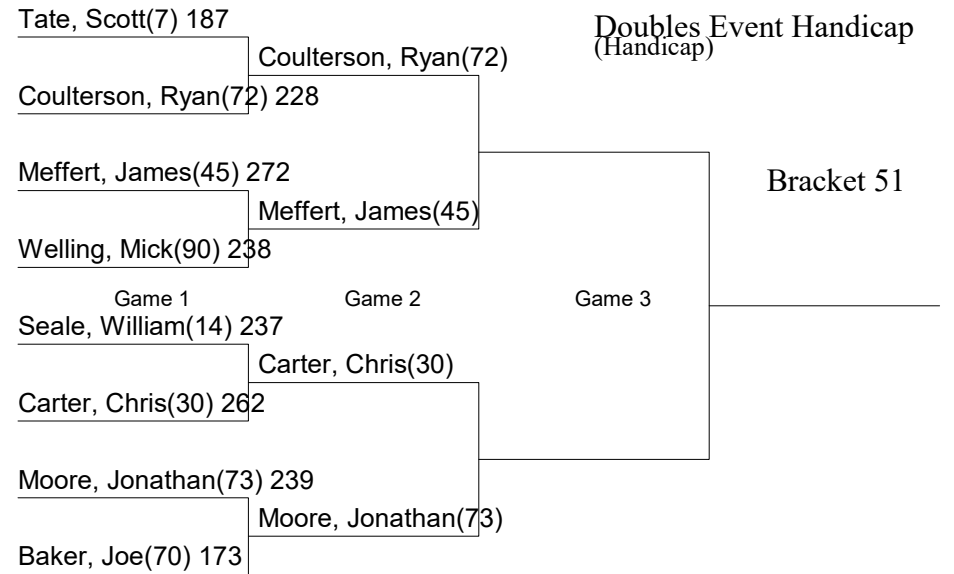 Tate, Scott(7) 187
Doubles Event Handicap
(Handicap)
Coulterson, Ryan(72)
Coulterson, Ryan(72) 228
Meffert, James(45) 272
Bracket 51
Meffert, James(45)
Welling, Mick(90) 238
Game 1 Game 2 Game 3
Seale, William(14) 237
Carter, Chris(30)
Carter, Chris(30) 262
Moore, Jonathan(73) 239
Moore, Jonathan(73)
Baker, Joe(70) 173